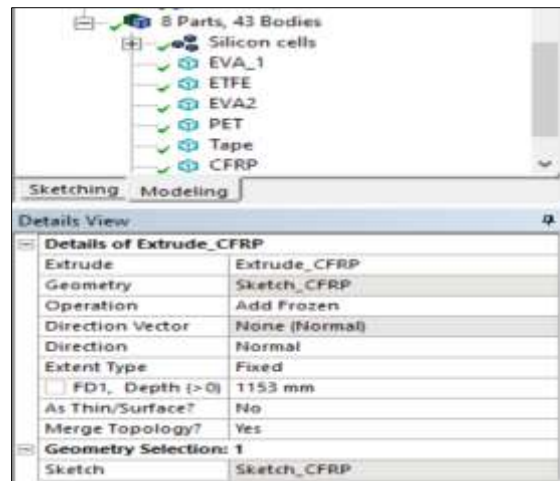 8 Parts, 43 Bodies
Silicon cells
EVA_1
ETFE
EVA2
PET
Tape
CFRP
Sketching Modeling
Details View
Details of Extrude_CFRP
Extrude Extrude_CFRP
Geometry Sketch_CFRP
Operation Add Frozen
Direction Vector None (Normal)
Direction Normal
Extent Type Fixed
FD1, Depth (>0) 1153 mm
As Thin/Surface? No
Merge Topology? Yes
Geometry Selection: 1
Sketch Sketch_CFRP